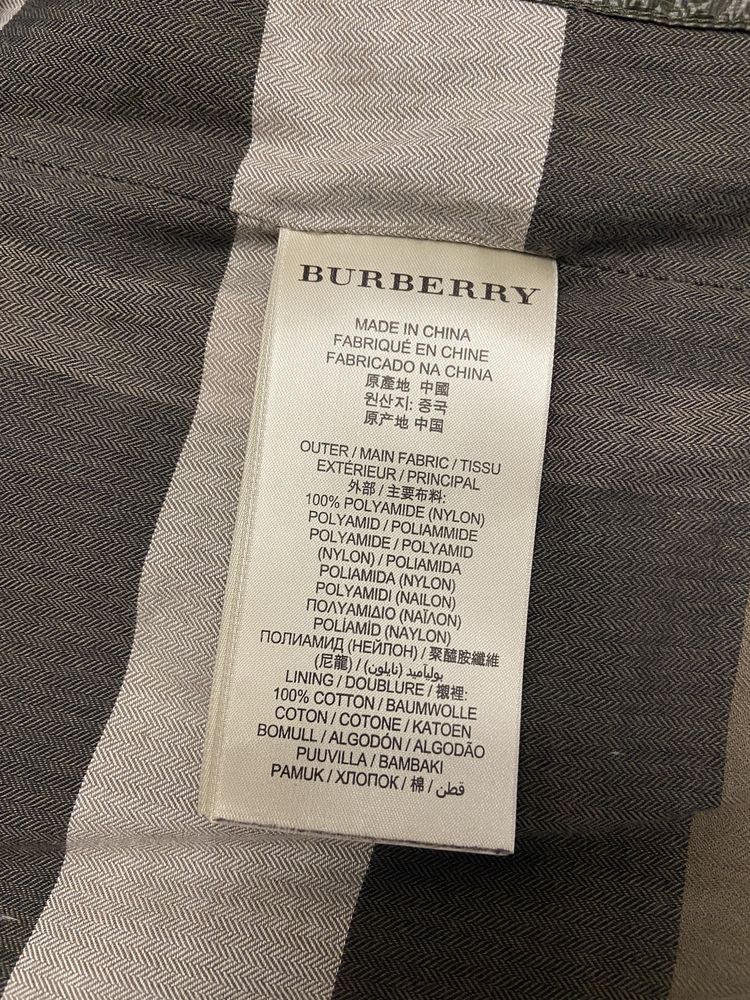 BURBERRY
MADE IN CHINA
FABRIQUÉ EN CHINE
FABRICADO NA CHINA
原產地 中國
원산지: 중국
原产地 中国
OUTER / MAIN FABRIC / TISSU
EXTÉRIEUR / PRINCIPAL
外部 / 主要布料:
100% POLYAMIDE (NYLON)
POLYAMID / POLIAMMIDE
POLYAMIDE / POLYAMID
(NYLON) / POLIAMIDA
POLIAMIDA (NYLON)
POLYAMIDI (NAILON)
ΠΟΛΥΑΜΙΔΙΟ (ΝΑΪΛΟΝ)
POLİAMİD (NAYLON)
ПОЛИАМИД (НЕЙЛОН) / 聚醯胺纖維
(尼龍) / بوليآميد (نايلون)
LINING / DOUBLURE / 襯裡:
100% COTTON / BAUMWOLLE
COTON / COTONE / KATOEN
BOMULL / ALGODÓN / ALGODÃO
PUUVILLA / BAMBAKI
PAMUK / ХЛОПОК / 棉 / قطن